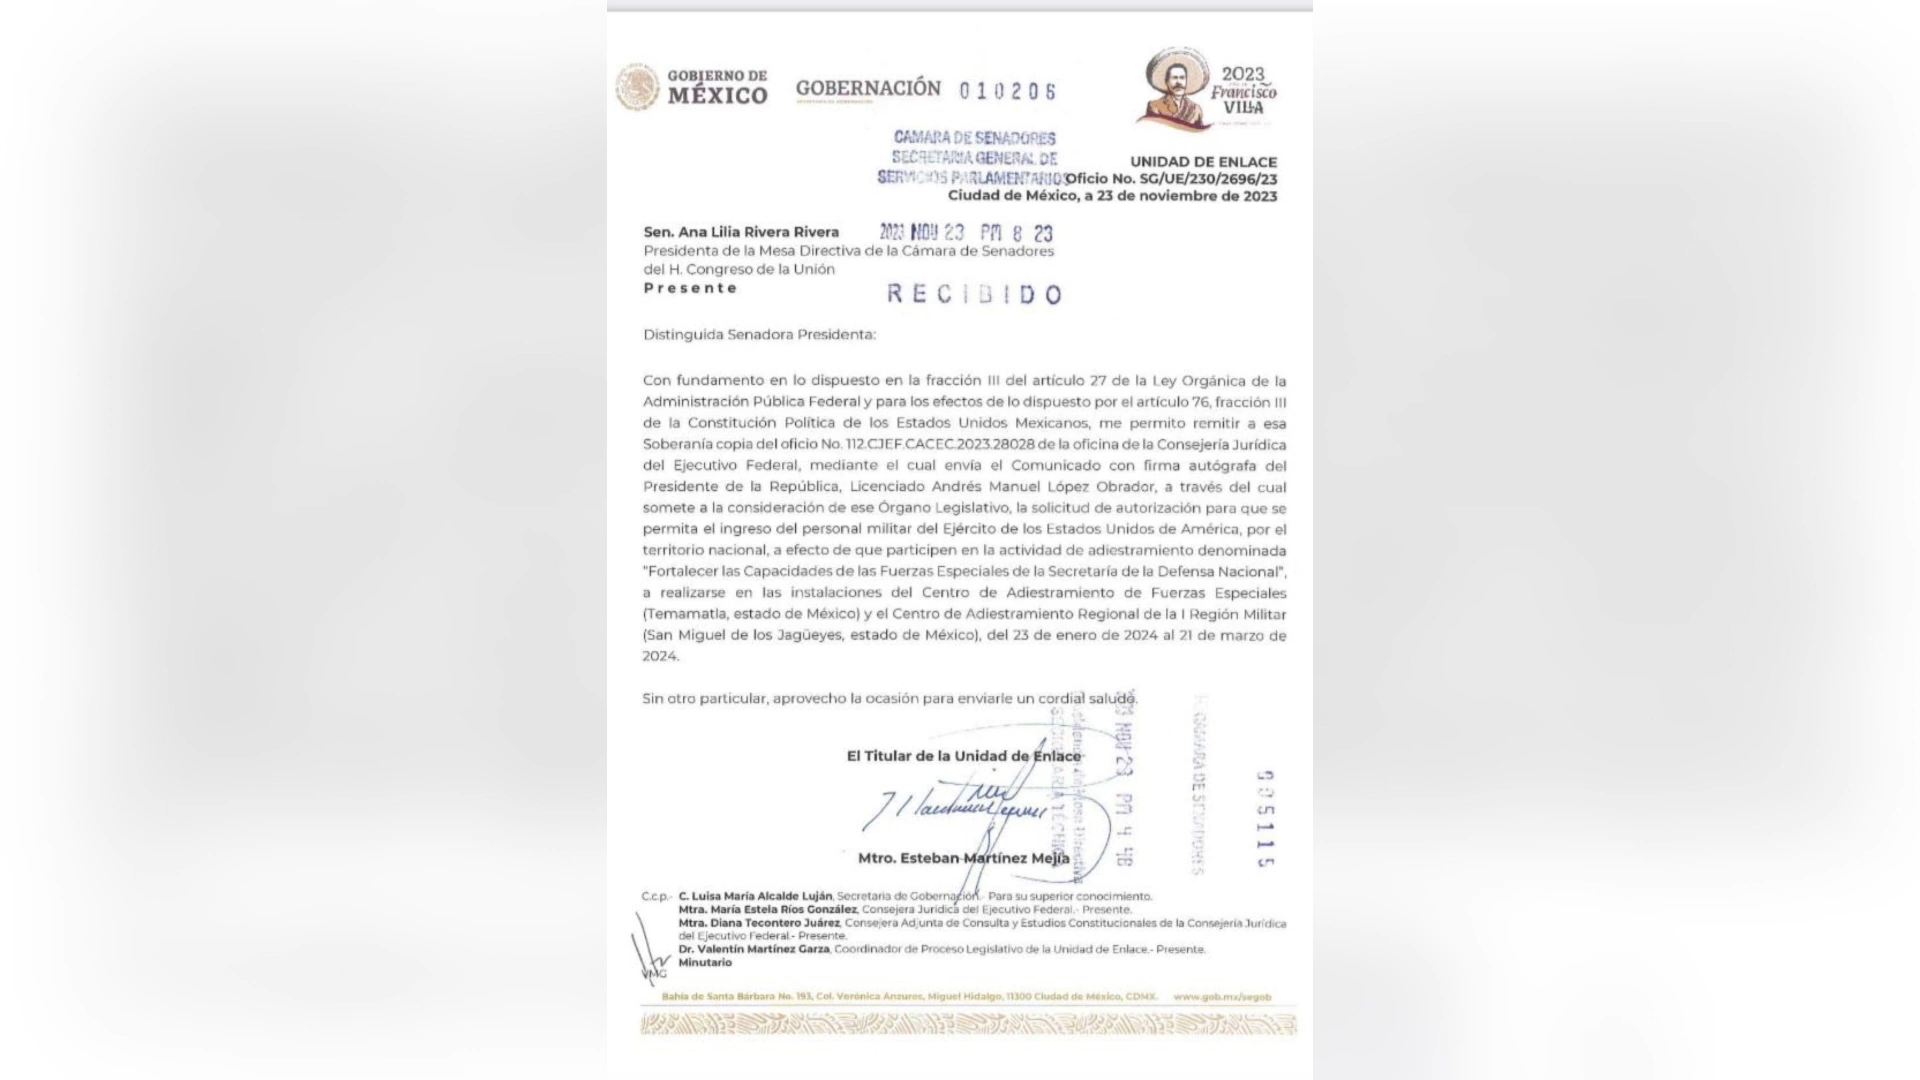 GOBIERNO DE
MÉXICO
GOBERNACIÓN
010206
2023
Francisco
VILLA
CAMARA DE SENADORES
SECRETARIA GENERAL DE
SERVICIOS PARLAMENTARIOS
UNIDAD DE ENLACE
Oficio No. SG/UE/230/2696/23
Ciudad de México, a 23 de noviembre de 2023
Sen. Ana Lilia Rivera Rivera
2023 NOV 23 PM 8 23
Presidenta de la Mesa Directiva de la Cámara de Senadores
del H. Congreso de la Unión
Presente
RECIBIDO
Distinguida Senadora Presidenta:
Con fundamento en lo dispuesto en la fracción III del artículo 27 de la Ley Orgánica de la
Administración Pública Federal y para los efectos de lo dispuesto por el artículo 76, fracción III
de la Constitución Política de los Estados Unidos Mexicanos, me permito remitir a esa
Soberanía copia del oficio No. 112.CJEF.CACEC.2023.28028 de la oficina de la Consejería Jurídica
del Ejecutivo Federal, mediante el cual envía el Comunicado con firma autógrafa del
Presidente de la República, Licenciado Andrés Manuel López Obrador, a través del cual
somete a la consideración de ese Órgano Legislativo, la solicitud de autorización para que se
permita el ingreso del personal militar del Ejército de los Estados Unidos de América, por el
territorio nacional, a efecto de que participen en la actividad de adiestramiento denominada
"Fortalecer las Capacidades de las Fuerzas Especiales de la Secretaría de la Defensa Nacional",
a realizarse en las instalaciones del Centro de Adiestramiento de Fuerzas Especiales
(Temamatla, estado de México) y el Centro de Adiestramiento Regional de la I Región Militar
(San Miguel de los Jagüeyes, estado de México), del 23 de enero de 2024 al 21 de marzo de
2024.
Sin otro particular, aprovecho la ocasión para enviarle un cordial saludo.
El Titular de la Unidad de Enlace
Mtro. Esteban Martínez Mejía
H. CAMARA DE SENADORES
Presidencia de Mesa Directiva
SECRETARIA TECNICA
NOV 23 PM 4 48
005115
C.c.p.- C. Luisa María Alcalde Luján, Secretaria de Gobernación.- Para su superior conocimiento.
Mtra. María Estela Ríos González, Consejera Jurídica del Ejecutivo Federal.- Presente.
Mtra. Diana Tecontero Juárez, Consejera Adjunta de Consulta y Estudios Constitucionales de la Consejería Jurídica
del Ejecutivo Federal.- Presente.
Dr. Valentín Martínez Garza, Coordinador de Proceso Legislativo de la Unidad de Enlace.- Presente.
Minutario
VMG
Bahía de Santa Bárbara No. 193, Col. Verónica Anzures, Miguel Hidalgo, 11300 Ciudad de México, CDMX. www.gob.mx/segob